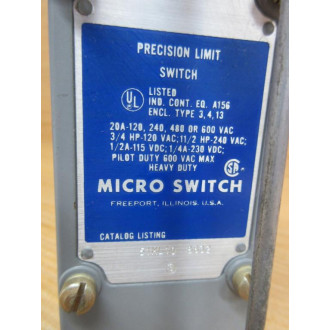 PRECISION LIMIT
SWITCH
UL
LISTED
IND. CONT. EQ. A156
ENCL. TYPE 3,4,13
20A-120, 240, 480 OR 600 VAC
3/4 HP-120 VAC; 1 1/2 HP-240 VAC;
1/2A-115 VDC; 1/4A-230 VDC;
PILOT DUTY 600 VAC MAX
HEAVY DUTY
MICRO SWITCH
FREEPORT, ILLINOIS, U.S.A.
CATALOG LISTING